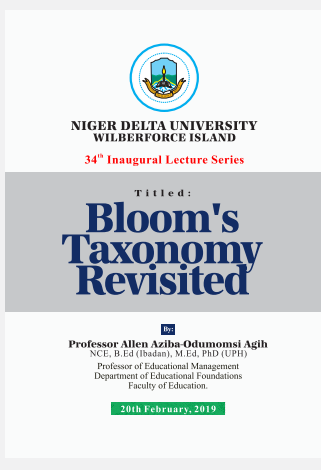 NIGER DELTA UNIVERSITY
WILBERFORCE ISLAND
34th Inaugural Lecture Series
Titled:
Bloom's
Taxonomy
Revisited
By:
Professor Allen Aziba-Odumomsi Agih
NCE, B.Ed (Ibadan), M.Ed, PhD (UPH)
Professor of Educational Management
Department of Educational Foundations
Faculty of Education.
20th February, 2019